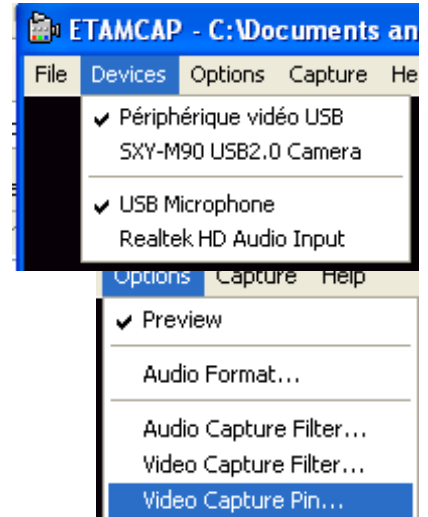 ETAMCAP - C:\Documents an
File Devices Options Capture He
Périphérique vidéo USB
SXY-M90 USB2.0 Camera
USB Microphone
Realtek HD Audio Input
Options Capture Help
Preview
Audio Format...
Audio Capture Filter...
Video Capture Filter...
Video Capture Pin...